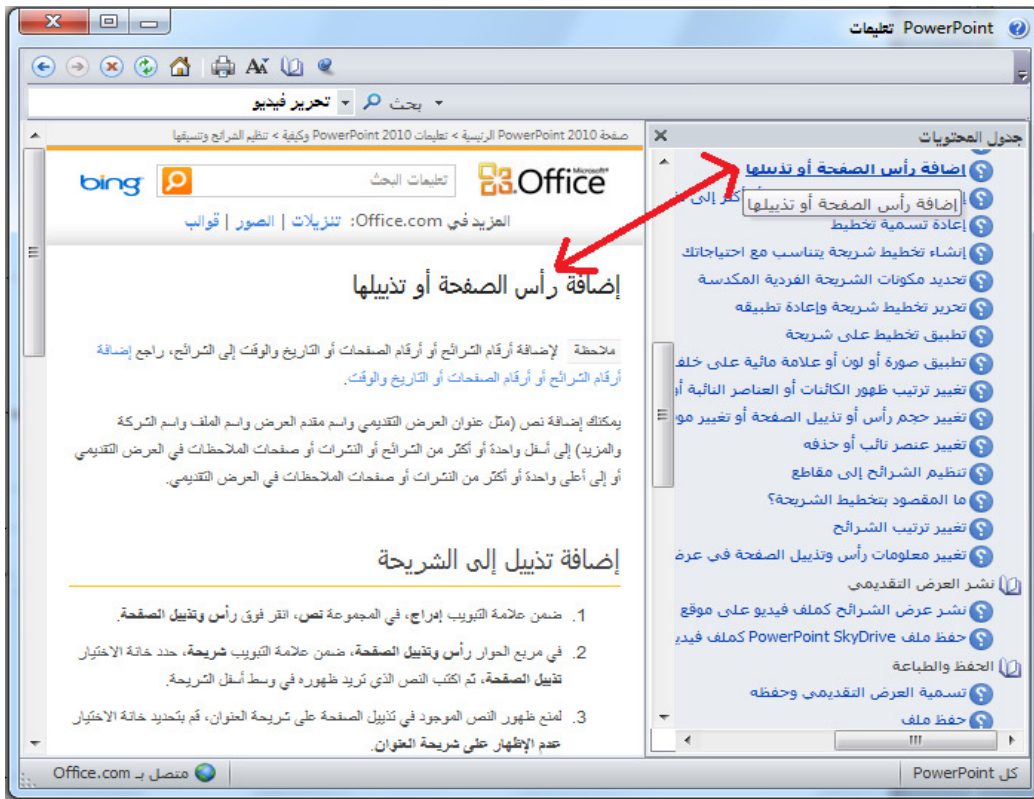 تعليمات PowerPoint
بحث
تحرير فيديو
جدول المحتويات
إضافة رأس الصفحة أو تذييلها
إضافة رأس الصفحة أو تذييلها
أكثر إلى
إعادة تسمية تخطيط
إنشاء تخطيط شريحة يتناسب مع احتياجاتك
تحديد مكونات الشريحة الفردية المكدسة
تحرير تخطيط شريحة وإعادة تطبيقه
تطبيق تخطيط على شريحة
تطبيق صورة أو لون أو علامة مائية على خلف
تغيير ترتيب ظهور الكائنات أو العناصر النائبة أو
تغيير حجم رأس أو تذييل الصفحة أو تغيير مو
تغيير عنصر نائب أو حذفه
تنظيم الشرائح إلى مقاطع
ما المقصود بتخطيط الشريحة؟
تغيير ترتيب الشرائح
تغيير معلومات رأس وتذييل الصفحة في عرض
نشر العرض التقديمي
نشر عرض الشرائح كملف فيديو على موقع
حفظ ملف PowerPoint SkyDrive كملف فيدي
الحفظ والطباعة
تسمية العرض التقديمي وحفظه
حفظ ملف
صفحة PowerPoint 2010 الرئيسية > تعليمات PowerPoint 2010 وكيفية > تنظيم الشرائح وتنسيقها
Microsoft Office
تعليمات البحث
bing
المزيد في Office.com: تنزيلات | الصور | قوالب
إضافة رأس الصفحة أو تذييلها
ملاحظة لإضافة أرقام الشرائح أو أرقام الصفحات أو التاريخ والوقت إلى الشرائح، راجع إضافة
أرقام الشرائح أو أرقام الصفحات أو التاريخ والوقت.
يمكنك إضافة نص (مثل عنوان العرض التقديمي واسم مقدم العرض واسم الملف واسم الشركة
والمزيد) إلى أسفل واحدة أو أكثر من الشرائح أو النشرات أو صفحات الملاحظات في العرض التقديمي
أو إلى أعلى واحدة أو أكثر من النشرات أو صفحات الملاحظات في العرض التقديمي.
إضافة تذييل إلى الشريحة
1. ضمن علامة التبويب إدراج، في المجموعة نص، انقر فوق رأس وتذييل الصفحة.
2. في مربع الحوار رأس وتذييل الصفحة، ضمن علامة التبويب شريحة، حدد خانة الاختيار
تذييل الصفحة، ثم اكتب النص الذي تريد ظهوره في وسط أسفل الشريحة.
3. لمنع ظهور النص الموجود في تذييل الصفحة على شريحة العنوان، قم بتحديد خانة الاختيار
عدم الإظهار على شريحة العنوان.
كل PowerPoint
متصل بـ Office.com